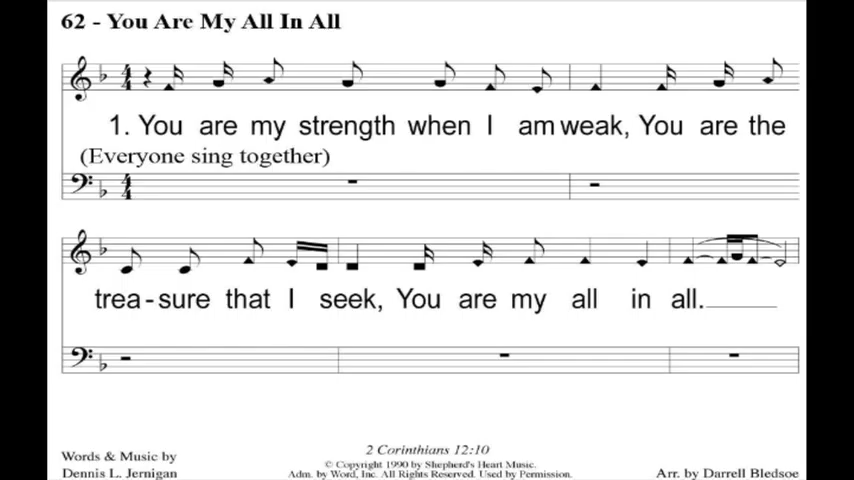 62 - You Are My All In All
1. You are my strength when I am weak, You are the
(Everyone sing together)
trea - sure that I seek, You are my all in all.
2 Corinthians 12:10
Words & Music by
Dennis L. Jernigan
© Copyright 1990 by Shepherd's Heart Music.
Adm. by Word, Inc. All Rights Reserved. Used by Permission.
Arr. by Darrell Bledsoe